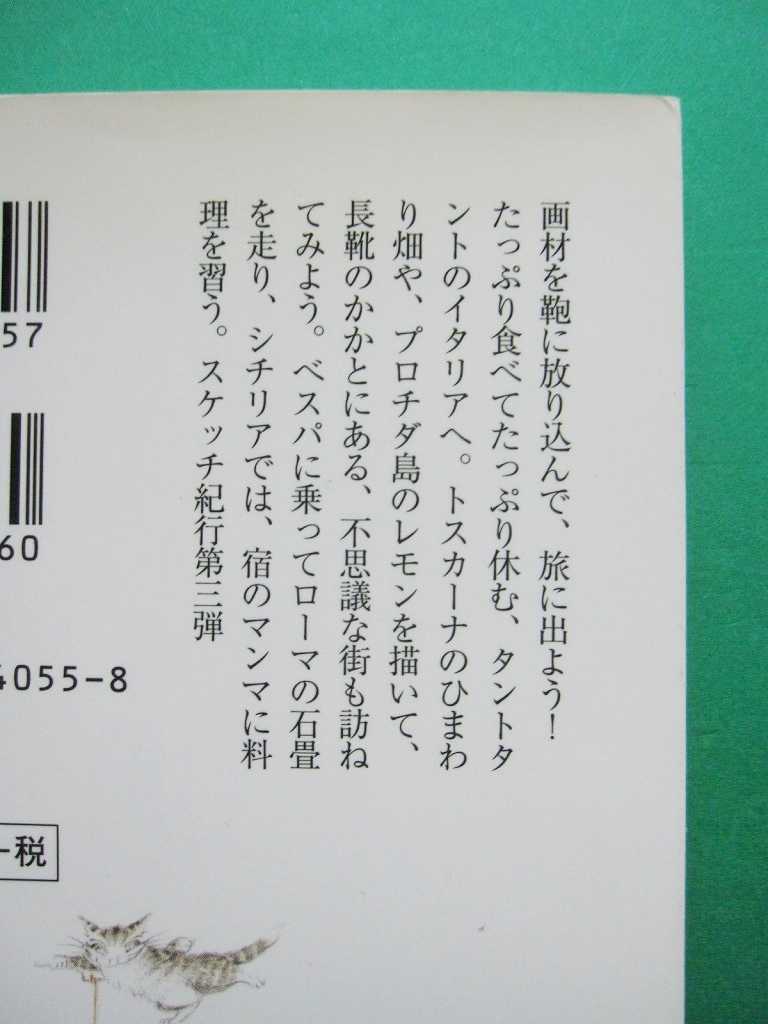 画材を鞄に放り込んで、旅に出よう！
たっぷり食べてたっぷり休む、タントタ
ントのイタリアへ。トスカーナのひまわ
り畑や、プロチダ島のレモンを描いて、
長靴のかかとにある、不思議な街も訪ね
てみよう。ベスパに乗ってローマの石畳
を走り、シチリアでは、宿のマンマに料
理を習う。スケッチ紀行第三弾
57
60
4055-8
+税